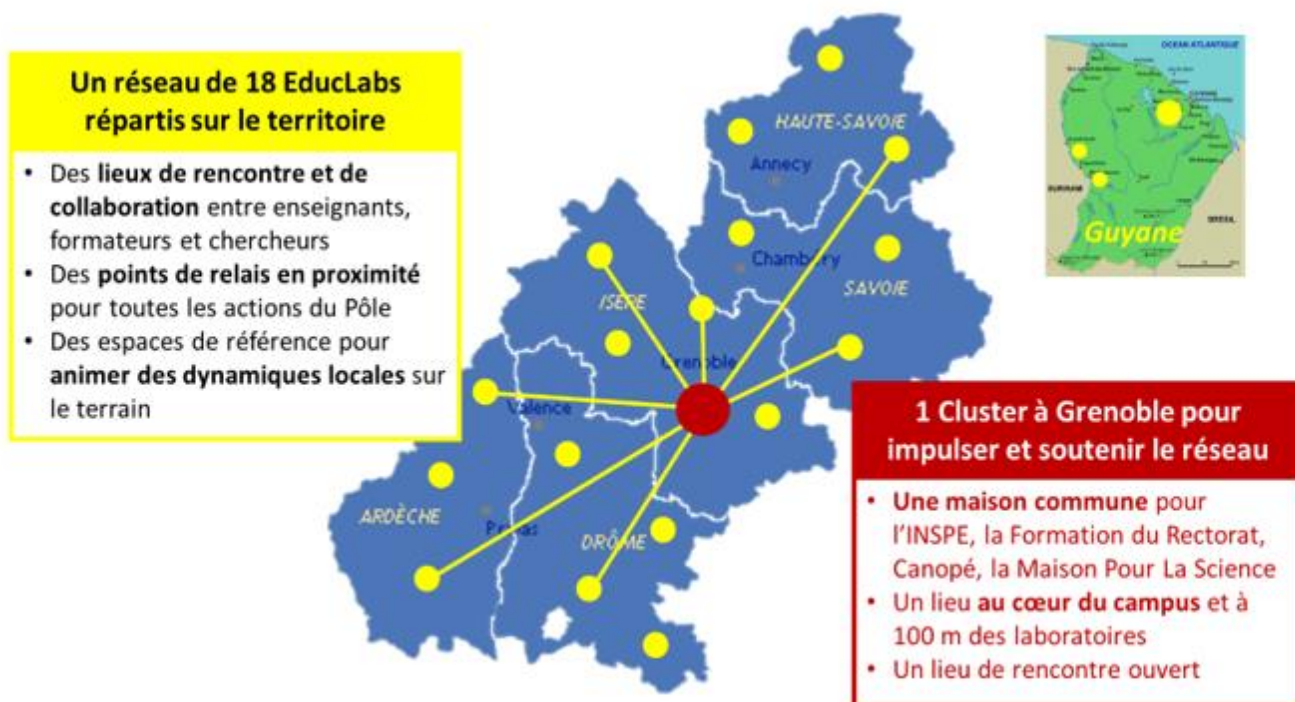 Un réseau de 18 EducLabs
répartis sur le territoire
• Des lieux de rencontre et de
collaboration entre enseignants,
formateurs et chercheurs
• Des points de relais en proximité
pour toutes les actions du Pôle
• Des espaces de référence pour
animer des dynamiques locales sur
le terrain
HAUTE-SAVOIE
Annecy
Chambéry
SAVOIE
ISÈRE
Grenoble
Valence
ARDÈCHE
Privas
DRÔME
OCEAN ATLANTIQUE
SURINAM
BRESIL
Guyane
1 Cluster à Grenoble pour
impulser et soutenir le réseau
• Une maison commune pour
l'INSPE, la Formation du Rectorat,
Canopé, la Maison Pour La Science
• Un lieu au cœur du campus et à
100 m des laboratoires
• Un lieu de rencontre ouvert